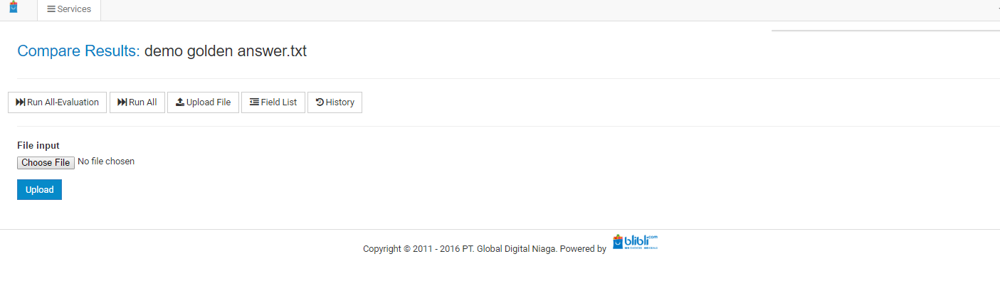 Services
Compare Results: demo golden answer.txt
Run All-Evaluation Run All Upload File Field List History
File input
Choose File No file chosen
Upload
Copyright © 2011 - 2016 PT. Global Digital Niaga. Powered by blibli.com